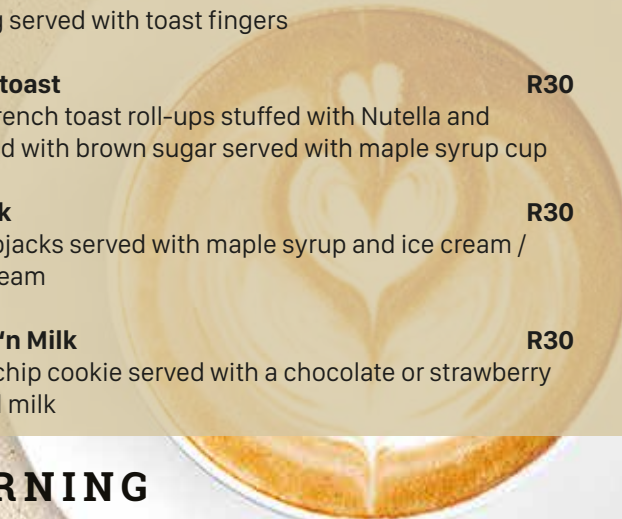 served with toast fingers
toast R30
rench toast roll-ups stuffed with Nutella and
d with brown sugar served with maple syrup cup
k R30
ojacks served with maple syrup and ice cream /
eam
'n Milk R30
chip cookie served with a chocolate or strawberry
milk
RNING